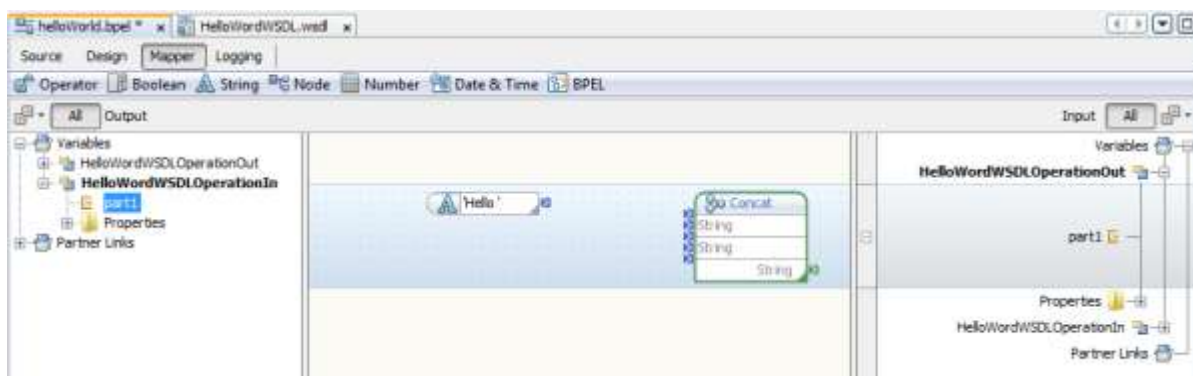 helloWorld.bpel * x HelloWordWSDL.wsdl x
Source Design Mapper Logging
Operator Boolean String Node Number Date & Time BPEL
All Output Input All
Variables Variables
HelloWordWSDLOperationOut HelloWordWSDLOperationOut
HelloWordWSDLOperationIn
part1 'Hello ' Concat
Properties String
Partner Links String part1
String
Properties
HelloWordWSDLOperationIn
Partner Links